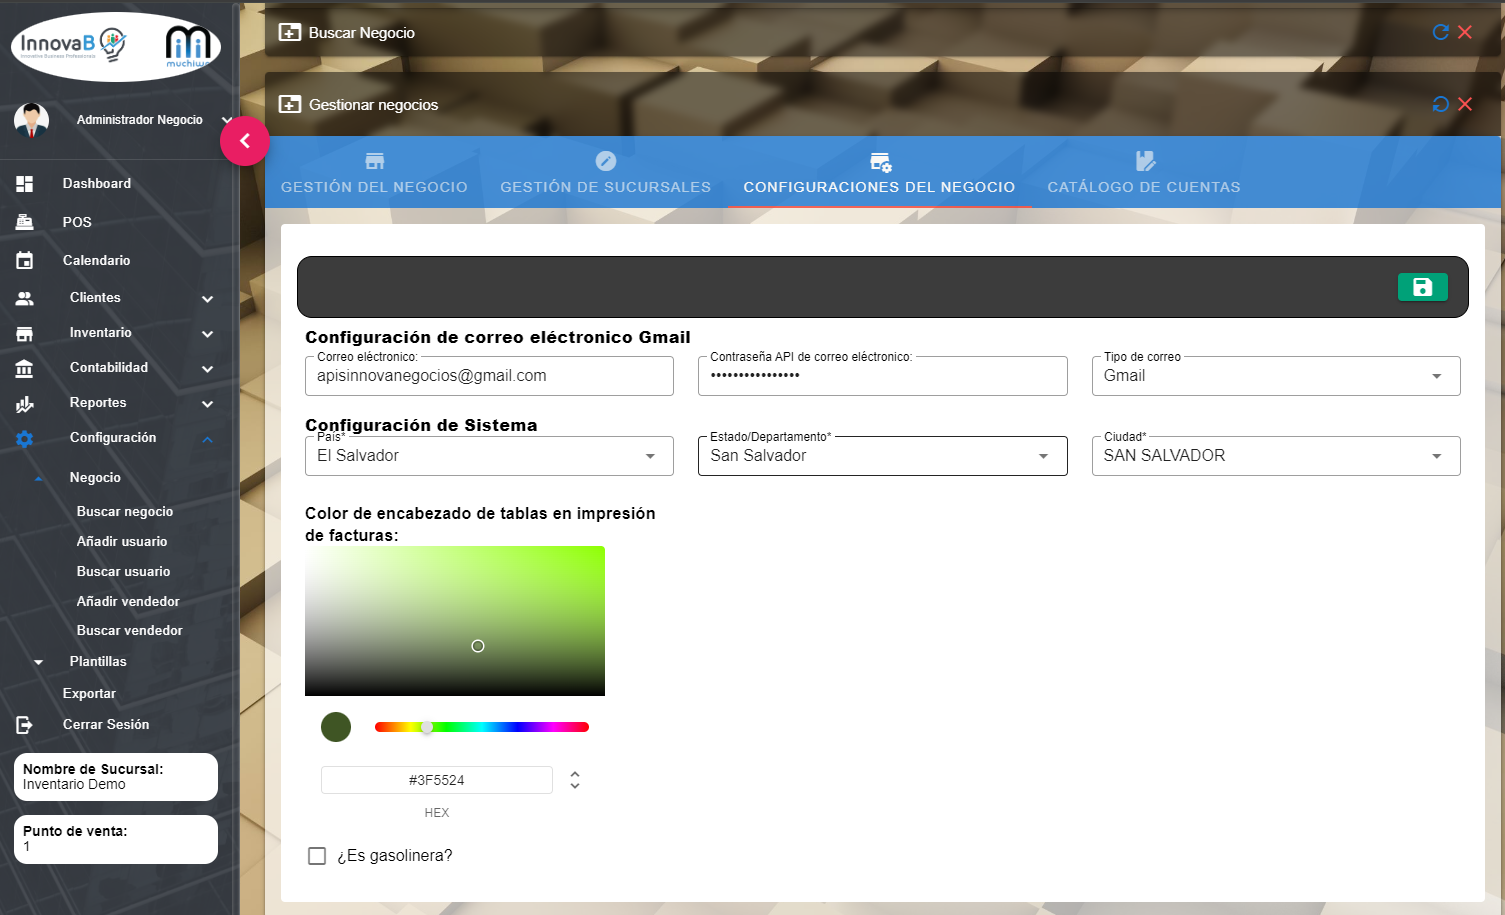 InnovaB
Innovative Business Professionals
muchiws
Administrador Negocio
Dashboard
POS
Calendario
Clientes
Inventario
Contabilidad
Reportes
Configuración
Negocio
Buscar negocio
Añadir usuario
Buscar usuario
Añadir vendedor
Buscar vendedor
Plantillas
Exportar
Cerrar Sesión
Nombre de Sucursal:
Inventario Demo
Punto de venta:
1
Buscar Negocio
Gestionar negocios
GESTIÓN DEL NEGOCIO
GESTIÓN DE SUCURSALES
CONFIGURACIONES DEL NEGOCIO
CATÁLOGO DE CUENTAS
Configuración de correo eléctronico Gmail
Correo eléctronico:
apisinnovanegocios@gmail.com
Contraseña API de correo eléctronico:
••••••••••••••••
Tipo de correo
Gmail
Configuración de Sistema
País*
El Salvador
Estado/Departamento*
San Salvador
Ciudad*
SAN SALVADOR
Color de encabezado de tablas en impresión
de facturas:
#3F5524
HEX
¿Es gasolinera?